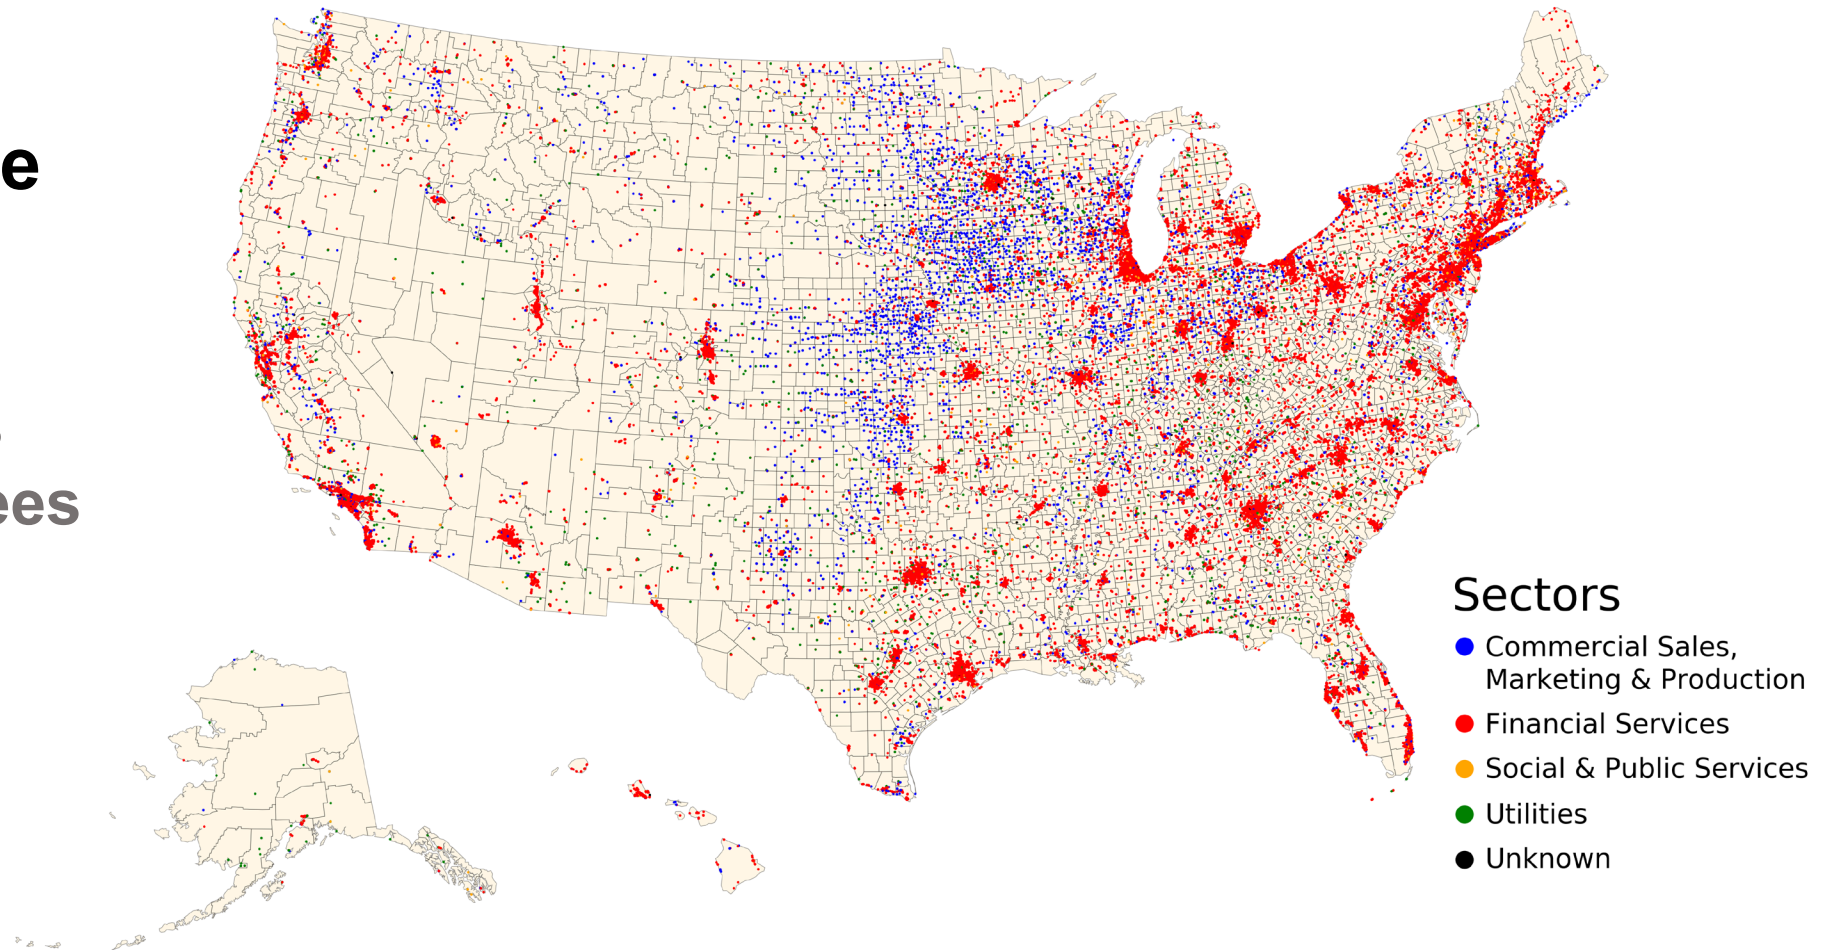 e
ees
Sectors
Commercial Sales,
Marketing & Production
Financial Services
Social & Public Services
Utilities
Unknown